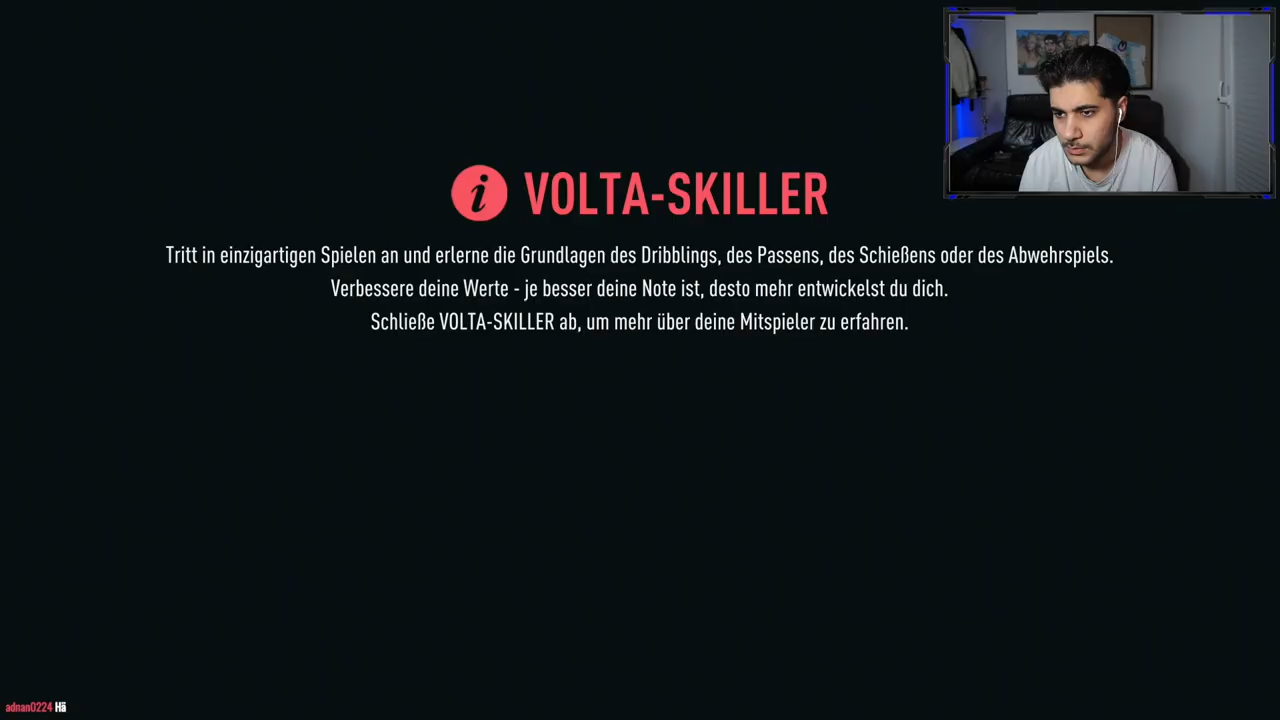 VOLTA-SKILLER
Tritt in einzigartigen Spielen an und erlerne die Grundlagen des Dribblings, des Passens, des Schießens oder des Abwehrspiels.
Verbessere deine Werte - je besser deine Note ist, desto mehr entwickelst du dich.
Schließe VOLTA-SKILLER ab, um mehr über deine Mitspieler zu erfahren.
adnan0224 Hä